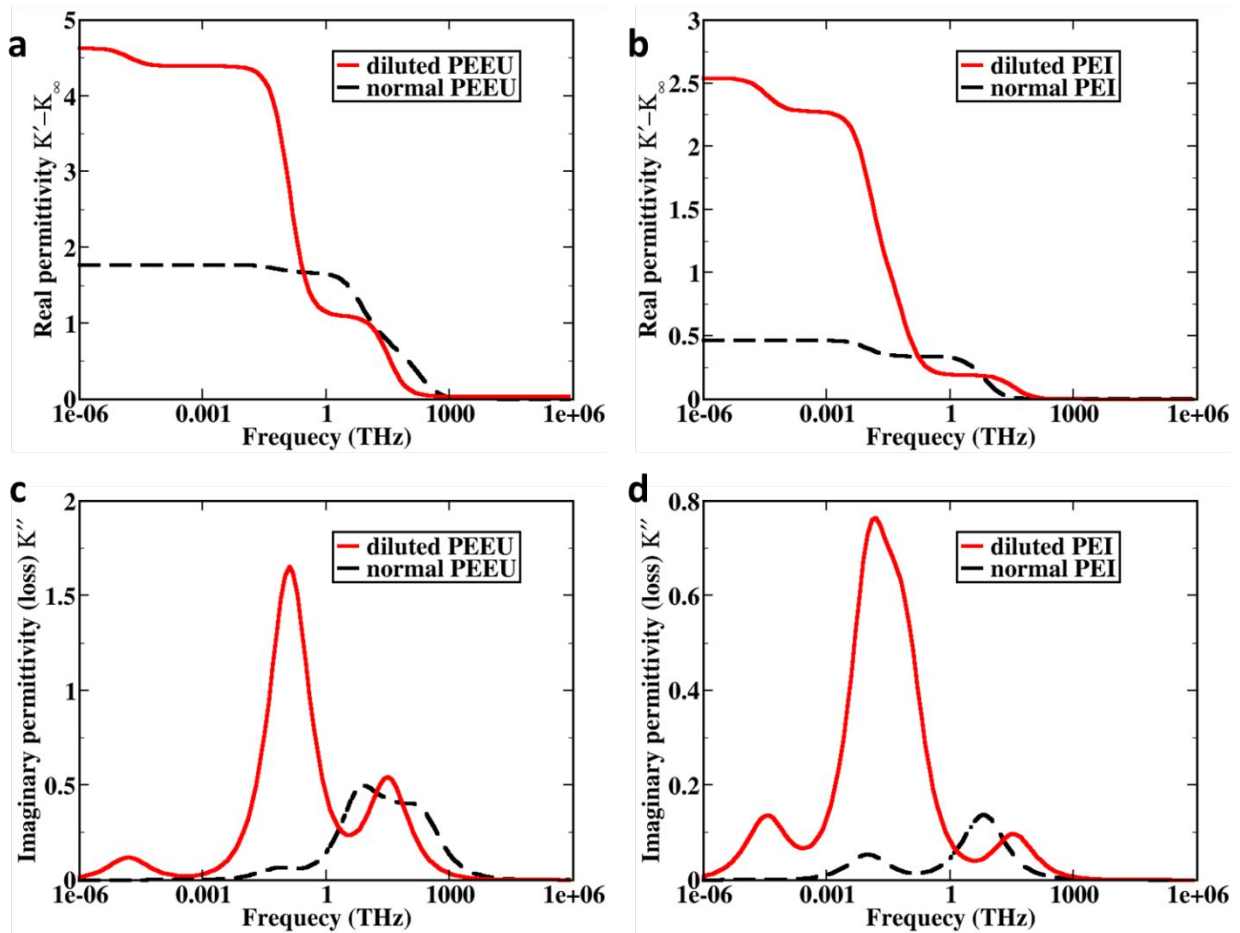 a
Real permittivity K′−K∞
5
4
3
2
1
0
diluted PEEU
normal PEEU
1e-06 0.001 1 1000 1e+06
Frequecy (THz)
b
Real permittivity K′−K∞
3
2.5
2
1.5
1
0.5
0
diluted PEI
normal PEI
1e-06 0.001 1 1000 1e+06
Frequecy (THz)
c
Imaginary permittivity (loss) K″
2
1.5
1
0.5
0
diluted PEEU
normal PEEU
1e-06 0.001 1 1000 1e+06
Frequecy (THz)
d
Imaginary permittivity (loss) K″
0.8
0.6
0.4
0.2
0
diluted PEI
normal PEI
1e-06 0.001 1 1000 1e+06
Frequecy (THz)